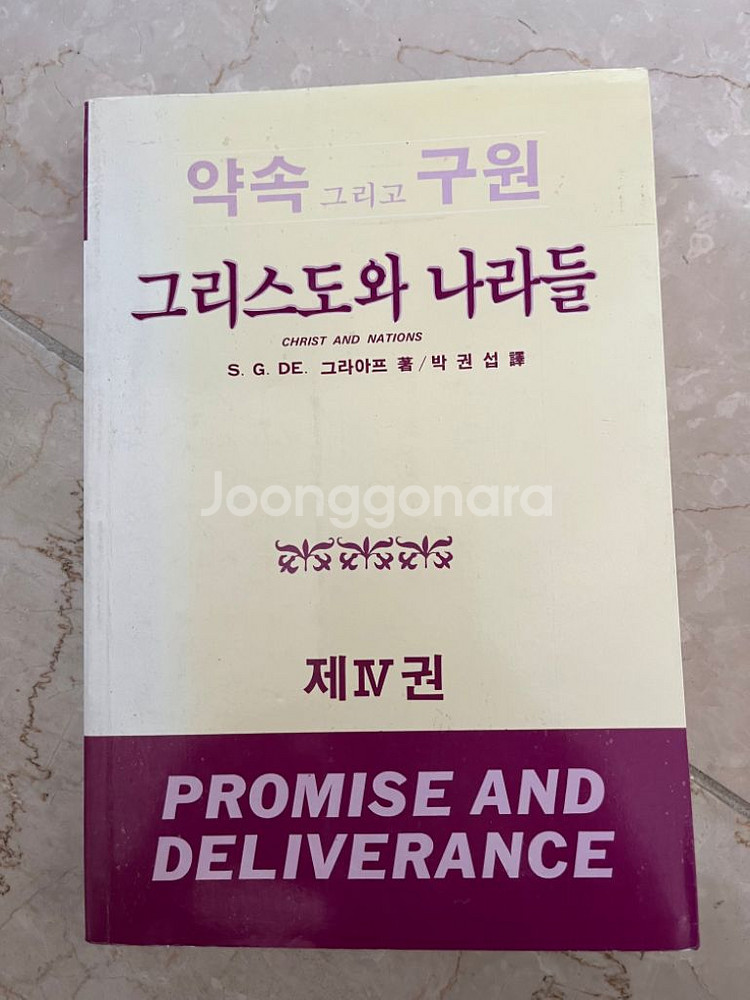 약속 그리고 구원
그리스도와 나라들
CHRIST AND NATIONS
S. G. DE. 그라아프 著 / 박 권 섭 譯
Joonggonara
제Ⅳ권
PROMISE AND
DELIVERANCE